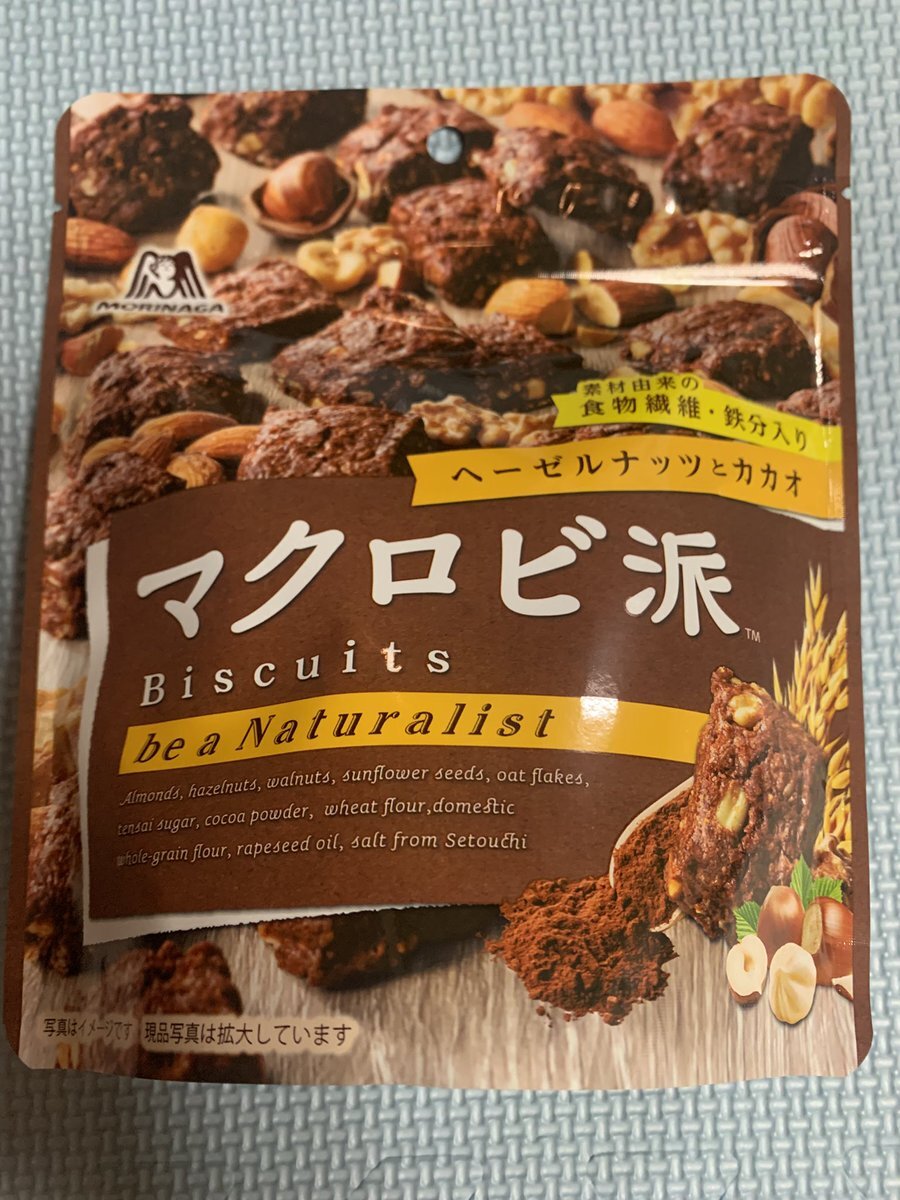 MORINAGA
素材由来の
食物繊維・鉄分入り
ヘーゼルナッツとカカオ
マクロビ派™
Biscuits
be a Naturalist
Almonds, hazelnuts, walnuts, sunflower seeds, oat flakes,
tensai sugar, cocoa powder, wheat flour,domestic
whole-grain flour, rapeseed oil, salt from Setouchi
写真はイメージです 現品写真は拡大しています